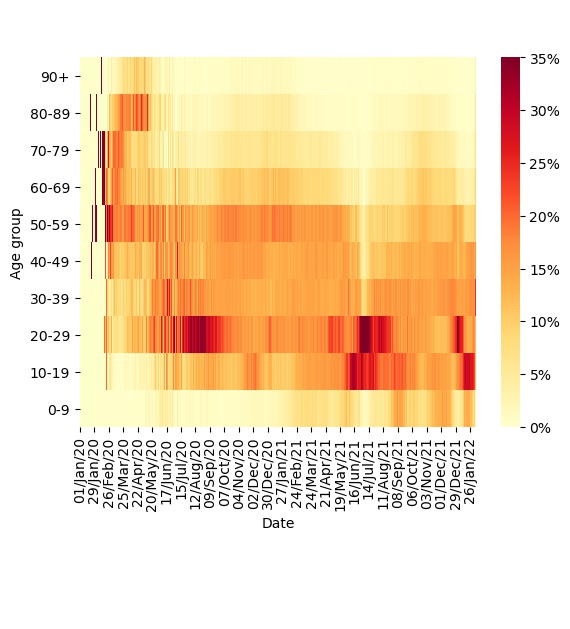 35%
90+
80-89
30%
70-79
25%
60-69
20%
50-59
Age group
15%
40-49
30-39
10%
20-29
10-19
5%
0-9
0%
01/Jan/20
29/Jan/20
26/Feb/20
25/Mar/20
22/Apr/20
20/May/20
17/Jun/20
15/Jul/20
12/Aug/20
09/Sep/20
07/Oct/20
04/Nov/20
02/Dec/20
30/Dec/20
27/Jan/21
24/Feb/21
24/Mar/21
21/Apr/21
19/May/21
16/Jun/21
14/Jul/21
11/Aug/21
08/Sep/21
06/Oct/21
03/Nov/21
01/Dec/21
29/Dec/21
26/Jan/22
Date